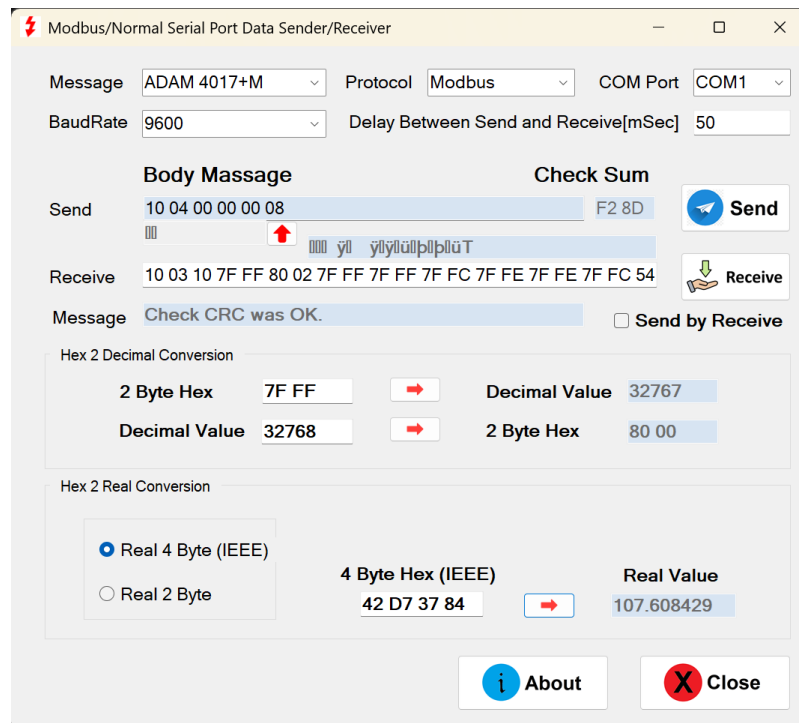 Modbus/Normal Serial Port Data Sender/Receiver
Message ADAM 4017+M Protocol Modbus COM Port COM1
BaudRate 9600 Delay Between Send and Receive[mSec] 50
Body Massage Check Sum
Send 10 04 00 00 00 08 F2 8D Send
ÿ ÿÿüþþüT
Receive 10 03 10 7F FF 80 02 7F FF 7F FF 7F FC 7F FE 7F FE 7F FC 54 Receive
Message Check CRC was OK. Send by Receive
Hex 2 Decimal Conversion
2 Byte Hex 7F FF Decimal Value 32767
Decimal Value 32768 2 Byte Hex 80 00
Hex 2 Real Conversion
Real 4 Byte (IEEE)
Real 2 Byte
4 Byte Hex (IEEE) Real Value
42 D7 37 84 107.608429
i About X Close